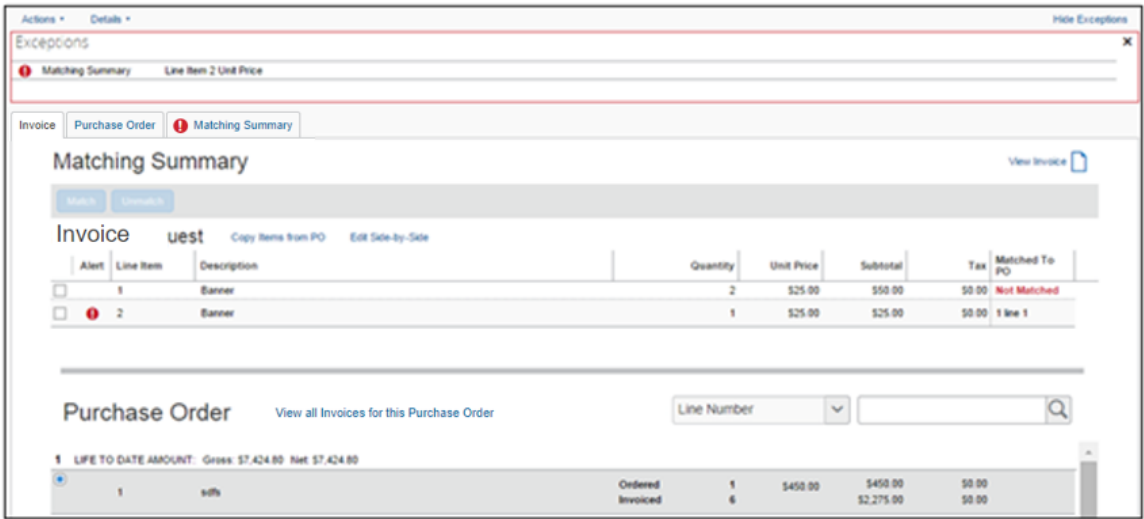 Actions Details Hide Exceptions
Exceptions
Matching Summary Line Item 2 Unit Price
Invoice Purchase Order Matching Summary
Matching Summary View Invoice
Match Unmatch
Invoice uest Copy Items from PO Edit Side-by-Side
Alert Line Item Description Quantity Unit Price Subtotal Tax Matched To PO
1 Banner 2 $25.00 $50.00 $0.00 Not Matched
2 Banner 1 $25.00 $25.00 $0.00 1 line 1
Purchase Order View all Invoices for this Purchase Order Line Number
1 LIFE TO DATE AMOUNT: Gross: $7,424.80 Net: $7,424.80
1 sdfs Ordered 1 $450.00 $450.00 $0.00
Invoiced 6 $2,275.00 $0.00